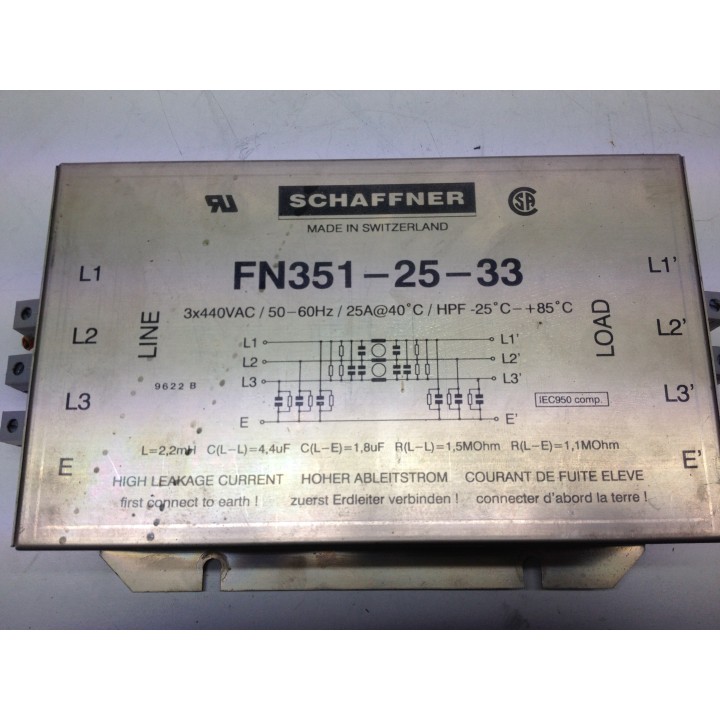 SCHAFFNER
MADE IN SWITZERLAND
FN351-25-33
3x440VAC / 50-60Hz / 25A@40°C / HPF -25°C-+85°C
L1
L2
L3
E
LINE
L1
L2
L3
E
L1'
L2'
L3'
E'
LOAD
L1'
L2'
L3'
E'
9622 B
IEC950 comp.
L=2,2mH C(L-L)=4,4uF C(L-E)=1,8uF R(L-L)=1,5MOhm R(L-E)=1,1MOhm
HIGH LEAKAGE CURRENT HOHER ABLEITSTROM COURANT DE FUITE ELEVE
first connect to earth ! zuerst Erdleiter verbinden ! connecter d'abord la terre !